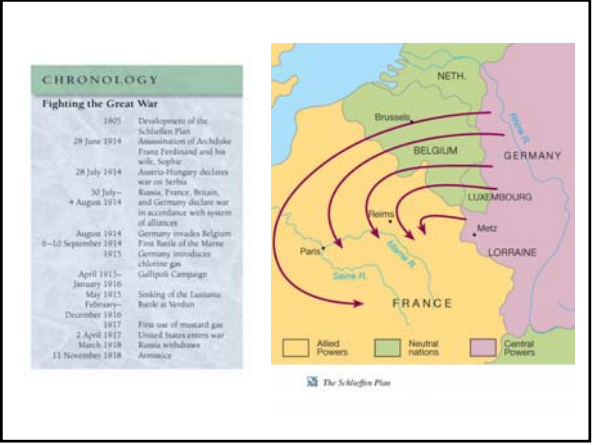 CHRONOLOGY
Fighting the Great War
1905 Development of the
Schlieffen Plan
28 June 1914 Assassination of Archduke
Franz Ferdinand and his
wife, Sophie
28 July 1914 Austria-Hungary declares
war on Serbia
30 July– Russia, France, Britain,
4 August 1914 and Germany declare war
in accordance with system
of alliances
August 1914 Germany invades Belgium
6–10 September 1914 First Battle of the Marne
1915 Germany introduces
chlorine gas
April 1915– Gallipoli Campaign
January 1916
May 1915 Sinking of the Lusitania
February– Battle at Verdun
December 1916
1917 First use of mustard gas
2 April 1917 United States enters war
March 1918 Russia withdraws
11 November 1918 Armistice
NETH.
Brussels
Rhine R.
BELGIUM
GERMANY
LUXEMBOURG
Reims
Metz
Paris
Marne R.
LORRAINE
Seine R.
FRANCE
Allied
Powers
Neutral
nations
Central
Powers
The Schlieffen Plan